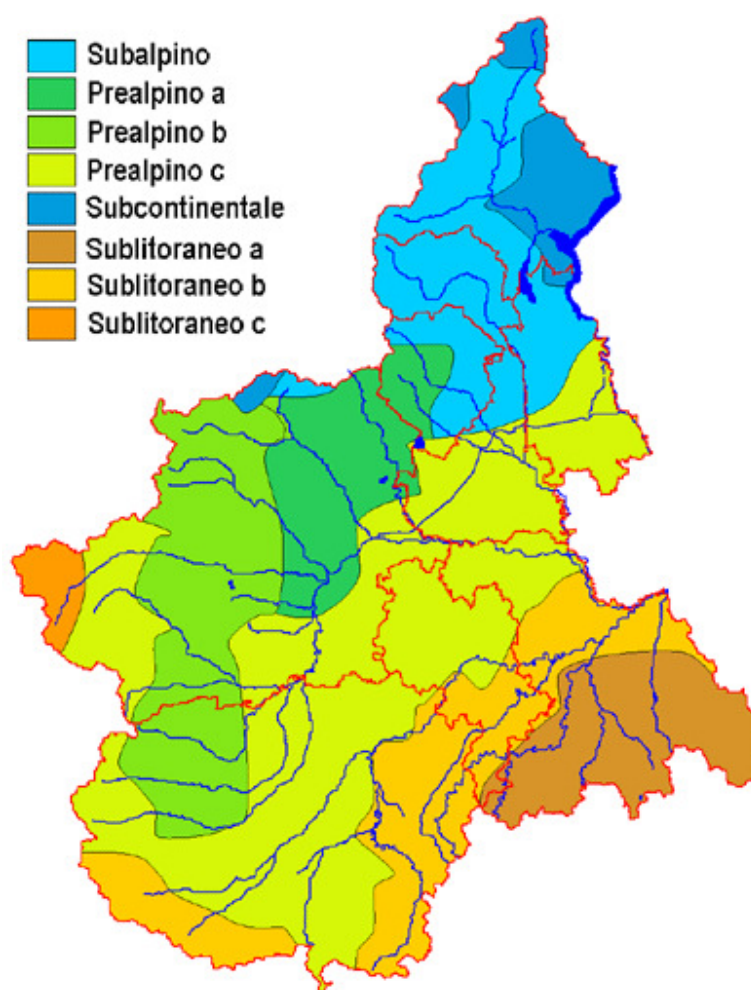 Subalpino
Prealpino a
Prealpino b
Prealpino c
Subcontinentale
Sublitoraneo a
Sublitoraneo b
Sublitoraneo c